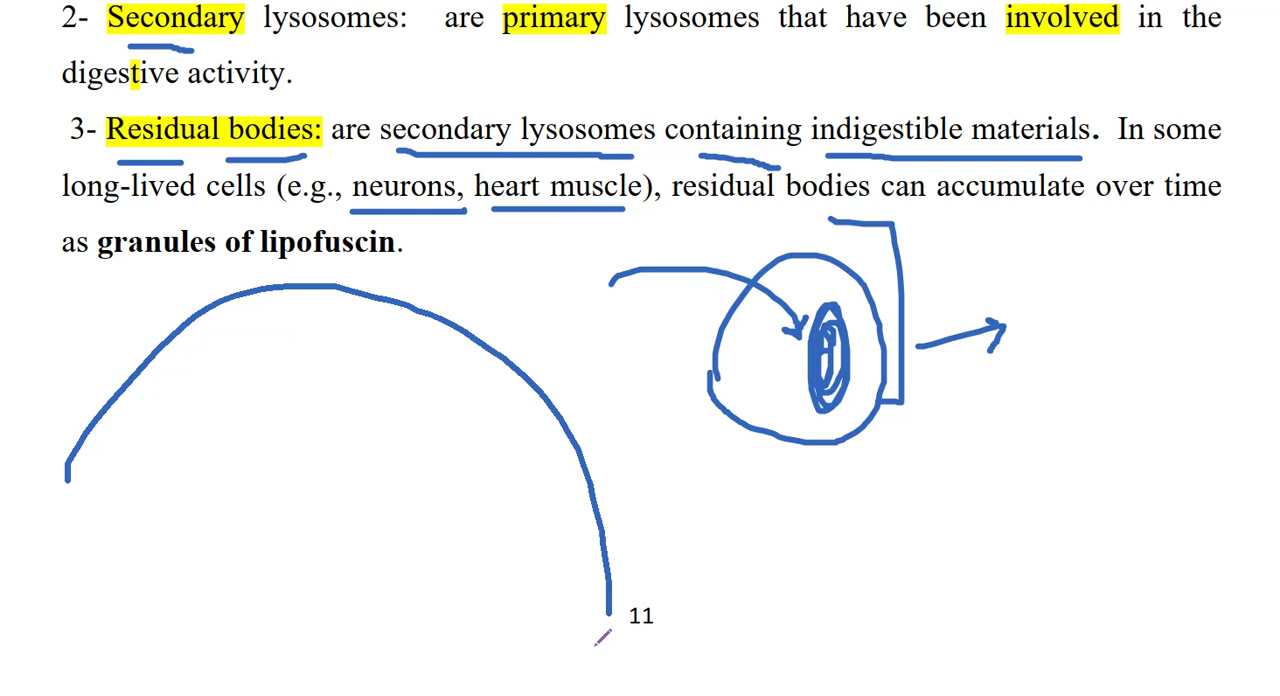 2- Secondary lysosomes: are primary lysosomes that have been involved in the
digestive activity.
3- Residual bodies: are secondary lysosomes containing indigestible materials. In some
long-lived cells (e.g., neurons, heart muscle), residual bodies can accumulate over time
as granules of lipofuscin.
11